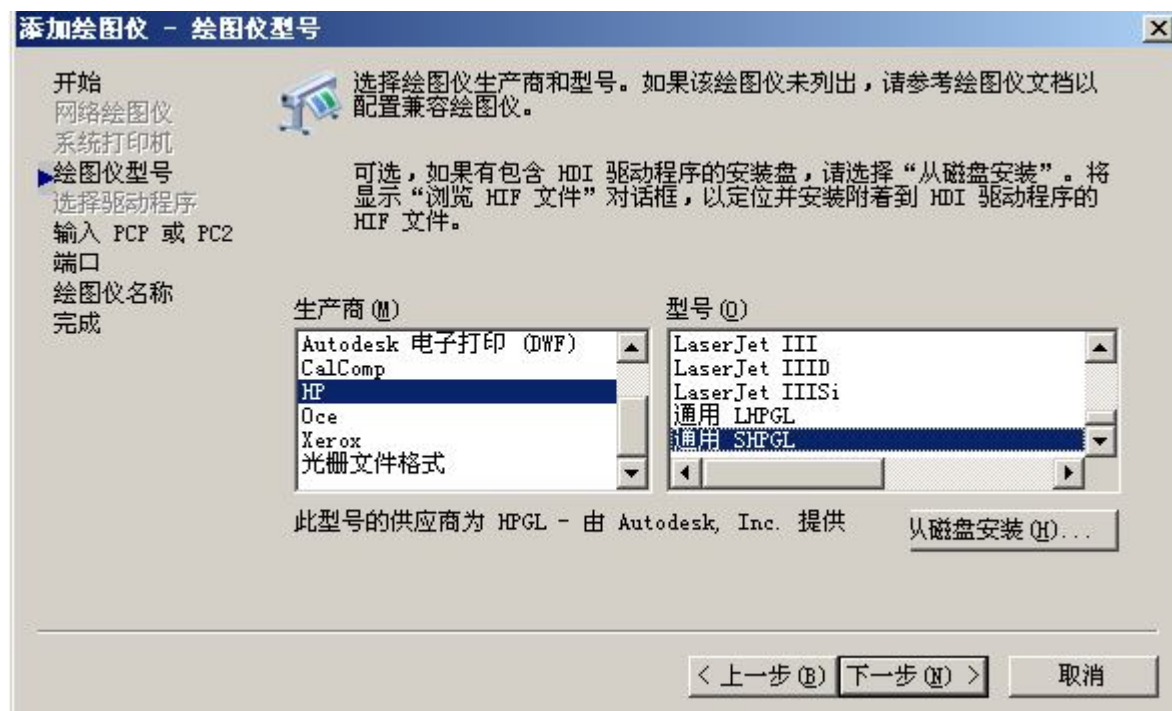 添加绘图仪 - 绘图仪型号
开始
网络绘图仪
系统打印机
绘图仪型号
选择驱动程序
输入 PCP 或 PC2
端口
绘图仪名称
完成
选择绘图仪生产商和型号。如果该绘图仪未列出，请参考绘图仪文档以
配置兼容绘图仪。
可选，如果有包含 HDI 驱动程序的安装盘，请选择“从磁盘安装”。将
显示“浏览 HIF 文件”对话框，以定位并安装附着到 HDI 驱动程序的
HIF 文件。
生产商(M)
Autodesk 电子打印 (DWF)
CalComp
HP
Oce
Xerox
光栅文件格式
型号(O)
LaserJet III
LaserJet IIID
LaserJet IIISi
通用 LHPGL
通用 SHPGL
此型号的供应商为 HPGL - 由 Autodesk, Inc. 提供
从磁盘安装(H)...
< 上一步(B)
下一步(N) >
取消